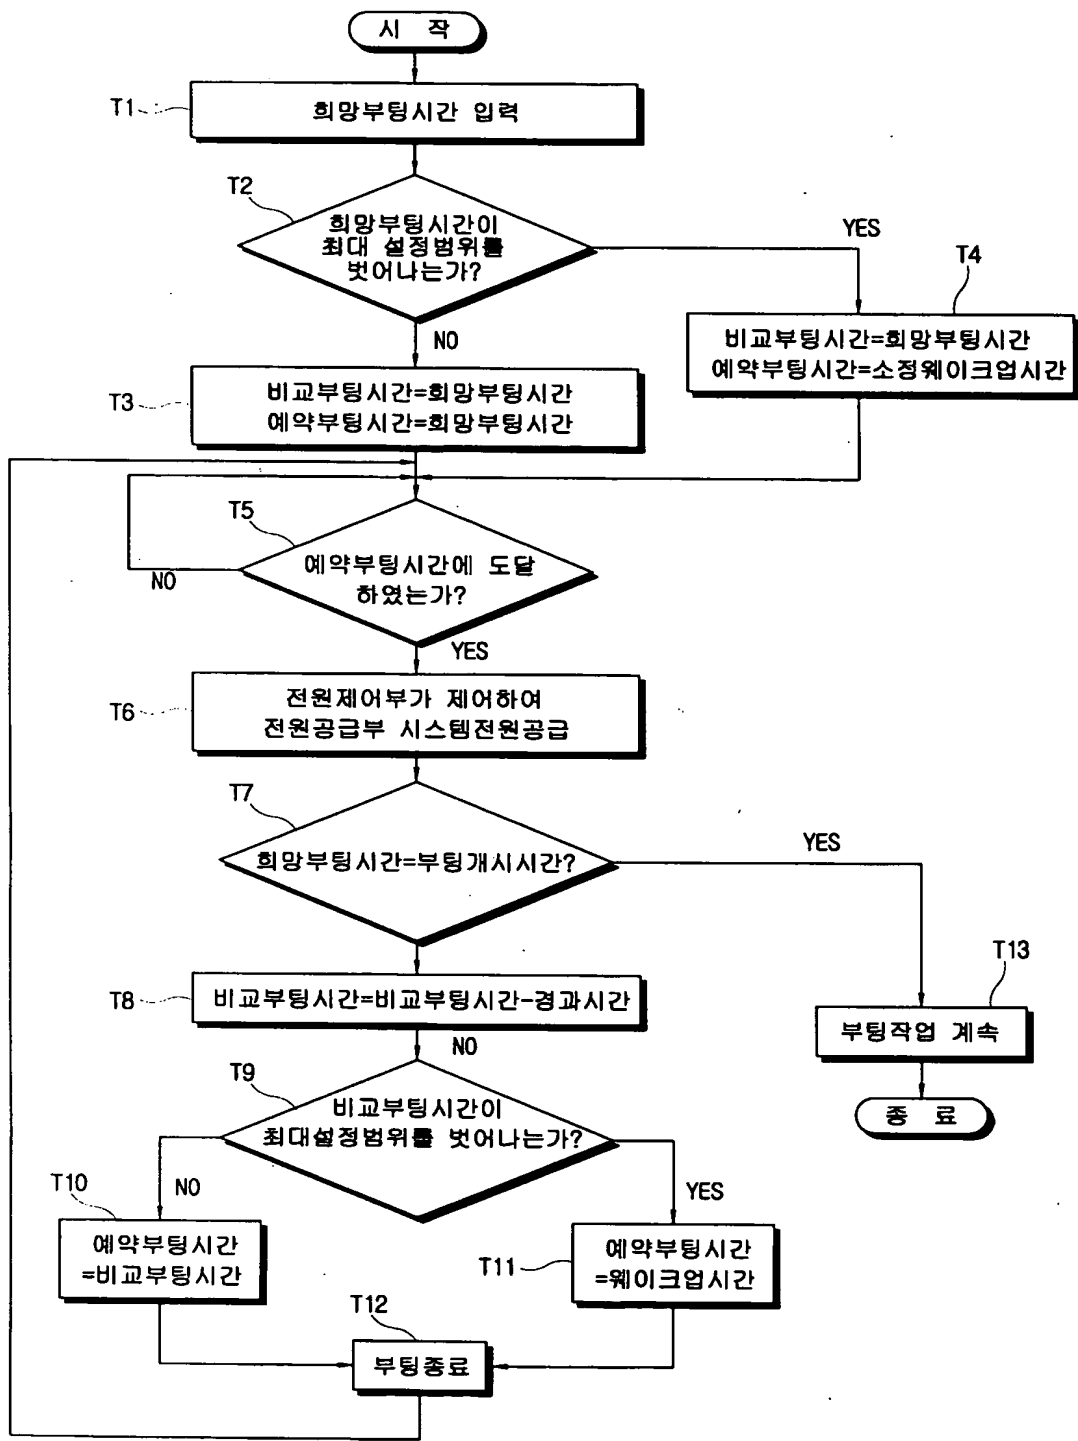 시 작
T1
희망부팅시간 입력
T2
희망부팅시간이
최대 설정범위를
벗어나는가?
YES
NO
T4
비교부팅시간=희망부팅시간
예약부팅시간=소정웨이크업시간
T3
비교부팅시간=희망부팅시간
예약부팅시간=희망부팅시간
T5
예약부팅시간에 도달
하였는가?
NO
YES
T6
전원제어부가 제어하여
전원공급부 시스템전원공급
T7
희망부팅시간=부팅개시시간?
YES
T8
비교부팅시간=비교부팅시간-경과시간
NO
T13
부팅작업 계속
종 료
T9
비교부팅시간이
최대설정범위를 벗어나는가?
NO
YES
T10
예약부팅시간
=비교부팅시간
T11
예약부팅시간
=웨이크업시간
T12
부팅종료